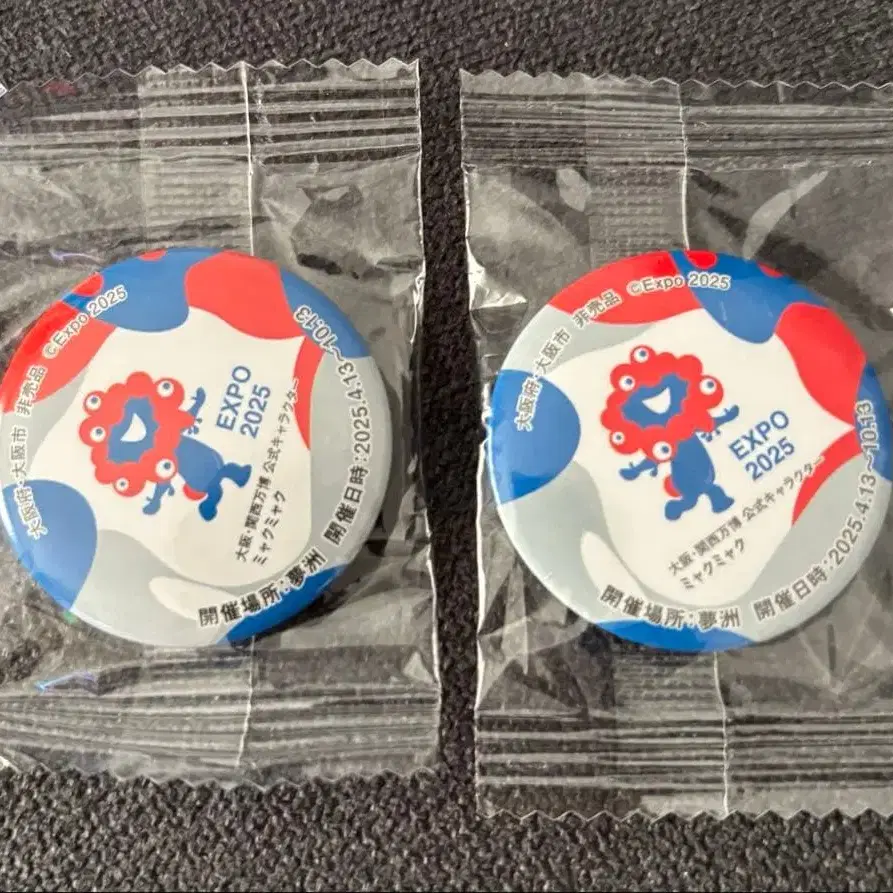 大阪府・大阪市 非売品 ©Expo 2025
EXPO
2025
大阪・関西万博 公式キャラクター
ミャクミャク
開催場所：夢洲 開催日時：2025.4.13～10.13
大阪府・大阪市 非売品 ©Expo 2025
EXPO
2025
大阪・関西万博 公式キャラクター
ミャクミャク
開催場所：夢洲 開催日時：2025.4.13～10.13